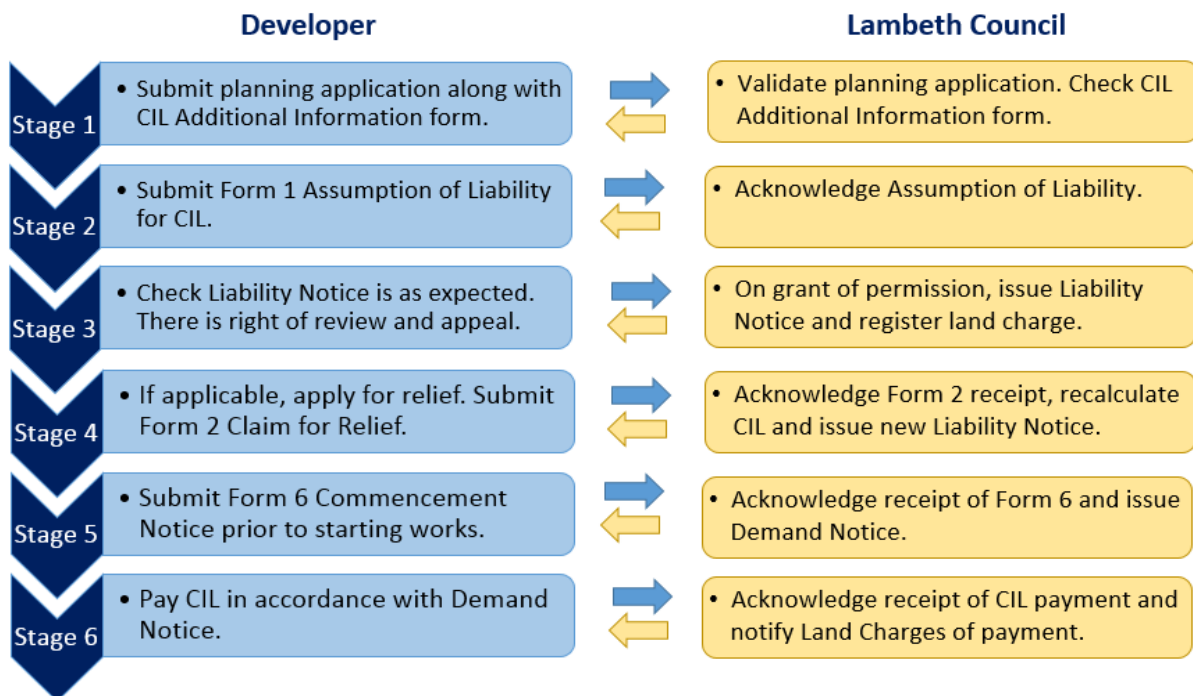 Developer
Lambeth Council
Stage 1
• Submit planning application along with
CIL Additional Information form.
• Validate planning application. Check CIL
Additional Information form.
Stage 2
• Submit Form 1 Assumption of Liability
for CIL.
• Acknowledge Assumption of Liability.
Stage 3
• Check Liability Notice is as expected.
There is right of review and appeal.
• On grant of permission, issue Liability
Notice and register land charge.
Stage 4
• If applicable, apply for relief. Submit
Form 2 Claim for Relief.
• Acknowledge Form 2 receipt, recalculate
CIL and issue new Liability Notice.
Stage 5
• Submit Form 6 Commencement
Notice prior to starting works.
• Acknowledge receipt of Form 6 and issue
Demand Notice.
Stage 6
• Pay CIL in accordance with Demand
Notice.
• Acknowledge receipt of CIL payment and
notify Land Charges of payment.